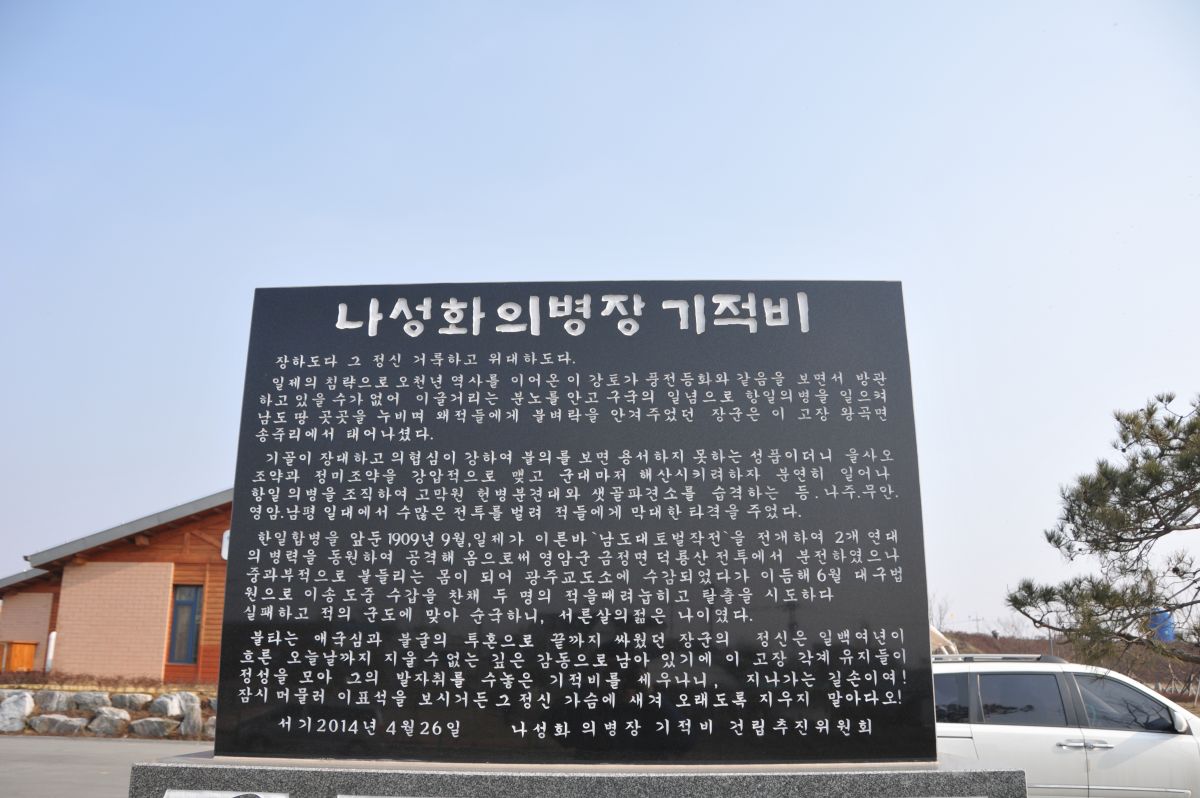 나성화의병장 기적비
장하도다 그 정신 거룩하고 위대하도다.
일제의 침략으로 오천년 역사를 이어온 이 강토가 풍전등화와 같음을 보면서 방관
하고 있을 수가 없어 이글거리는 분노를 안고 구국의 일념으로 항일의병을 일으켜
남도 땅 곳곳을 누비며 왜적들에게 불벼락을 안겨주었던 장군은 이 고장 왕곡면
송죽리에서 태어나셨다.
기골이 장대하고 의협심이 강하여 불의를 보면 용서하지 못하는 성품이더니 을사오
조약과 정미조약을 강압적으로 맺고 군대마저 해산시키려하자 분연히 일어나
항일 의병을 조직하여 고막원 헌병분견대와 샛골파견소를 습격하는 등. 나주.무안.
영암.남평 일대에서 수많은 전투를 벌려 적들에게 막대한 타격을 주었다.
한일합병을 앞둔 1909년 9월,일제가 이른바 `남도대토벌작전`을 전개하여 2개 연대
의 병력을 동원하여 공격해 옴으로써 영암군 금정면 덕룡산 전투에서 분전하였으나
중과부적으로 붙들리는 몸이 되어 광주교도소에 수감되었다가 이듬해 6월 대구법
원으로 이송 도중 수갑을 찬채 두 명의 적을때려눕히고 탈출을 시도하다
실패하고 적의 군도에 맞아 순국하니, 서른살의 젊은 나이였다.
불타는 애국심과 불굴의 투혼으로 끝까지 싸웠던 장군의 정신은 일백여년이
흐른 오늘날까지 지울 수 없는 깊은 감동으로 남아 있기에 이 고장 각계 유지들이
정성을 모아 그의 발자취를 수놓은 기적비를 세우나니, 지나가는 길손이여!
잠시 머물러 이표석을 보시거든 그 정신 가슴에 새겨 오래도록 지우지 말아다오!
서기 2014년 4월 26일 나성화 의병장 기적비 건립추진위원회